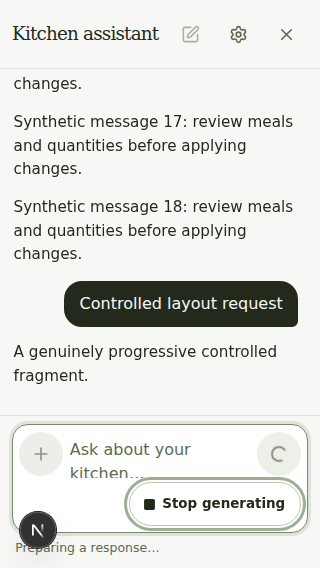 Kitchen assistant
changes.
Synthetic message 17: review meals
and quantities before applying
changes.
Synthetic message 18: review meals
and quantities before applying
changes.
Controlled layout request
A genuinely progressive controlled
fragment.
Ask about your
kitchen...
Stop generating
N
Preparing a response...